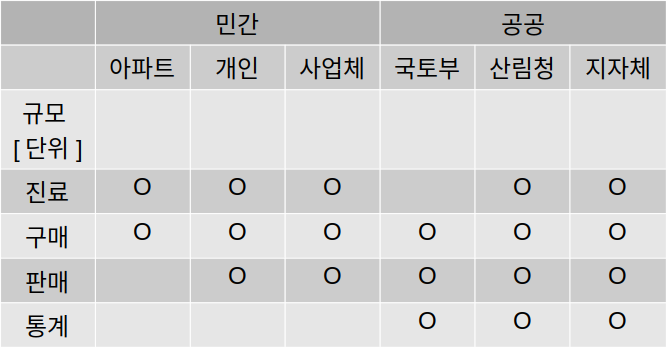 민간 공공
아파트 개인 사업체 국토부 산림청 지자체
규모
[ 단위 ]
진료 O O O O O
구매 O O O O O O
판매 O O O O O
통계 O O O